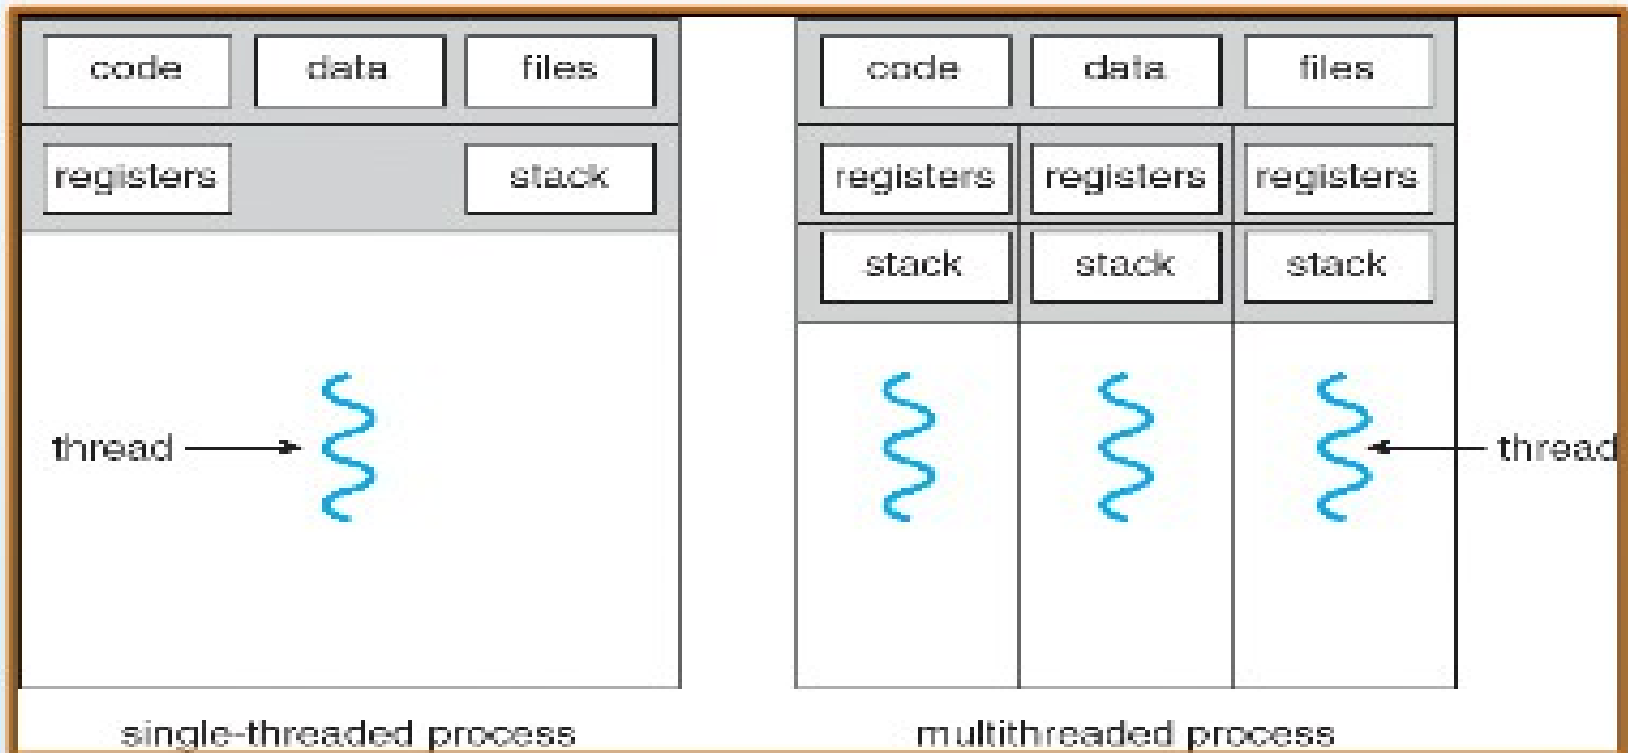 code data files code data files
registers stack registers registers registers
stack stack stack
thread thread
single-threaded process multithreaded process